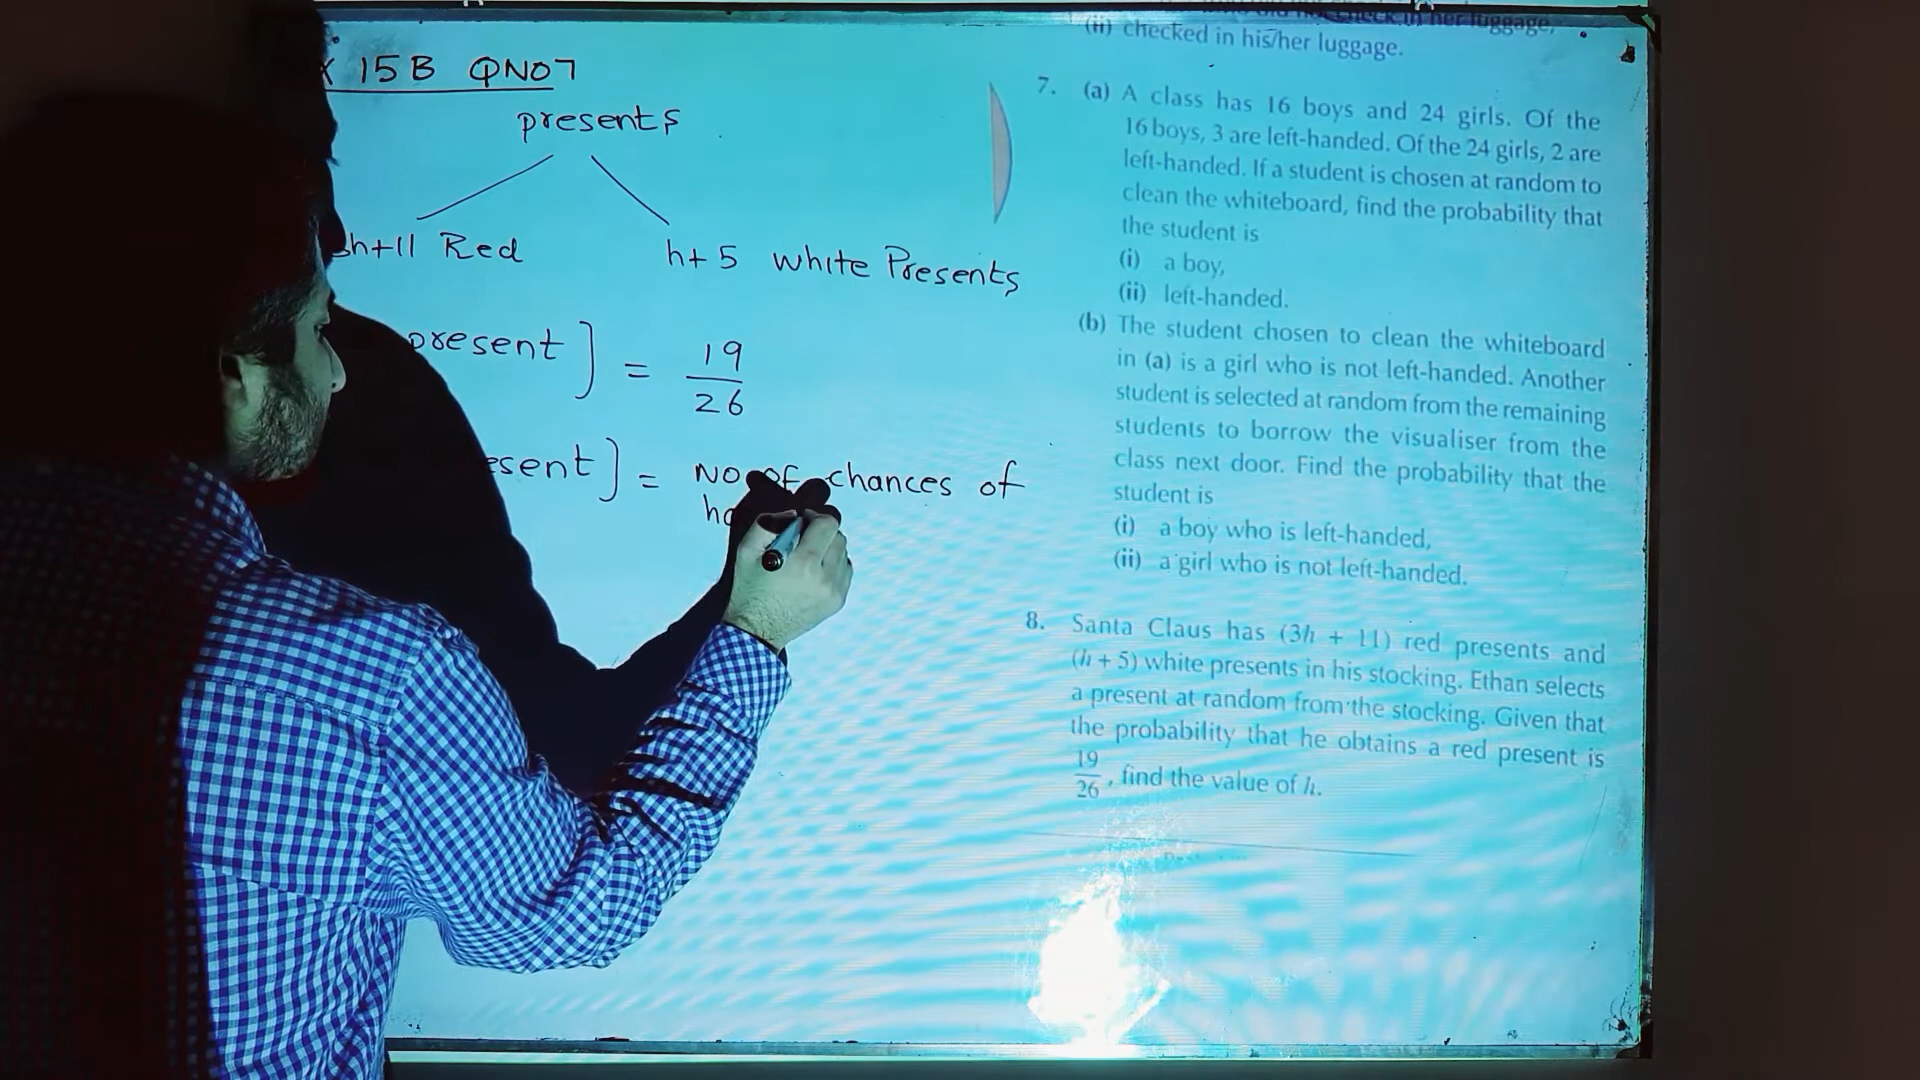 15B QNO7
presents
3h+11 Red
h+5 white Presents
present] = 19/26
esent] = NO OF chances of
(ii) checked in his/her luggage.
7. (a) A class has 16 boys and 24 girls. Of the
16 boys, 3 are left-handed. Of the 24 girls, 2 are
left-handed. If a student is chosen at random to
clean the whiteboard, find the probability that
the student is
(i) a boy,
(ii) left-handed.
(b) The student chosen to clean the whiteboard
in (a) is a girl who is not left-handed. Another
student is selected at random from the remaining
students to borrow the visualiser from the
class next door. Find the probability that the
student is
(i) a boy who is left-handed,
(ii) a girl who is not left-handed.
8. Santa Claus has (3h + 11) red presents and
(h + 5) white presents in his stocking. Ethan selects
a present at random from the stocking. Given that
the probability that he obtains a red present is
19/26, find the value of h.